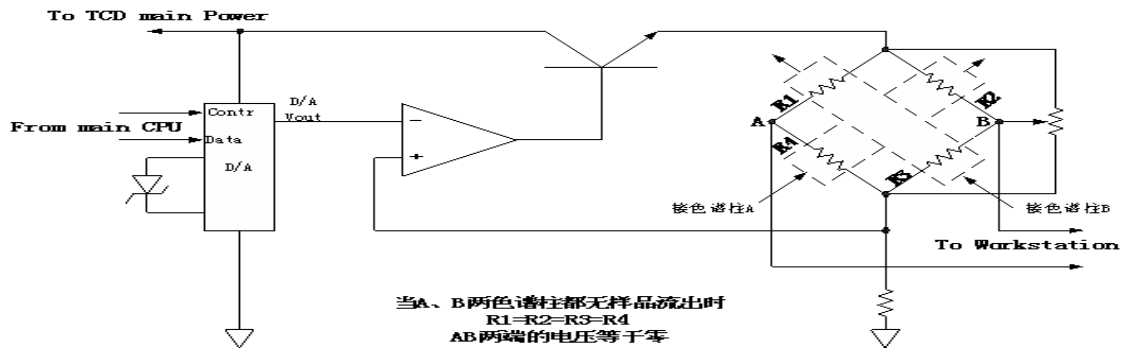 To TCD main Power
D/A
Contr
Vout
From main CPU
Data
D/A
－
+
R1
R2
A
B
R4
R3
接色谱柱A
接色谱柱B
To Workstation
当A、B两色谱柱都无样品流出时
R1=R2=R3=R4
AB两端的电压等于零